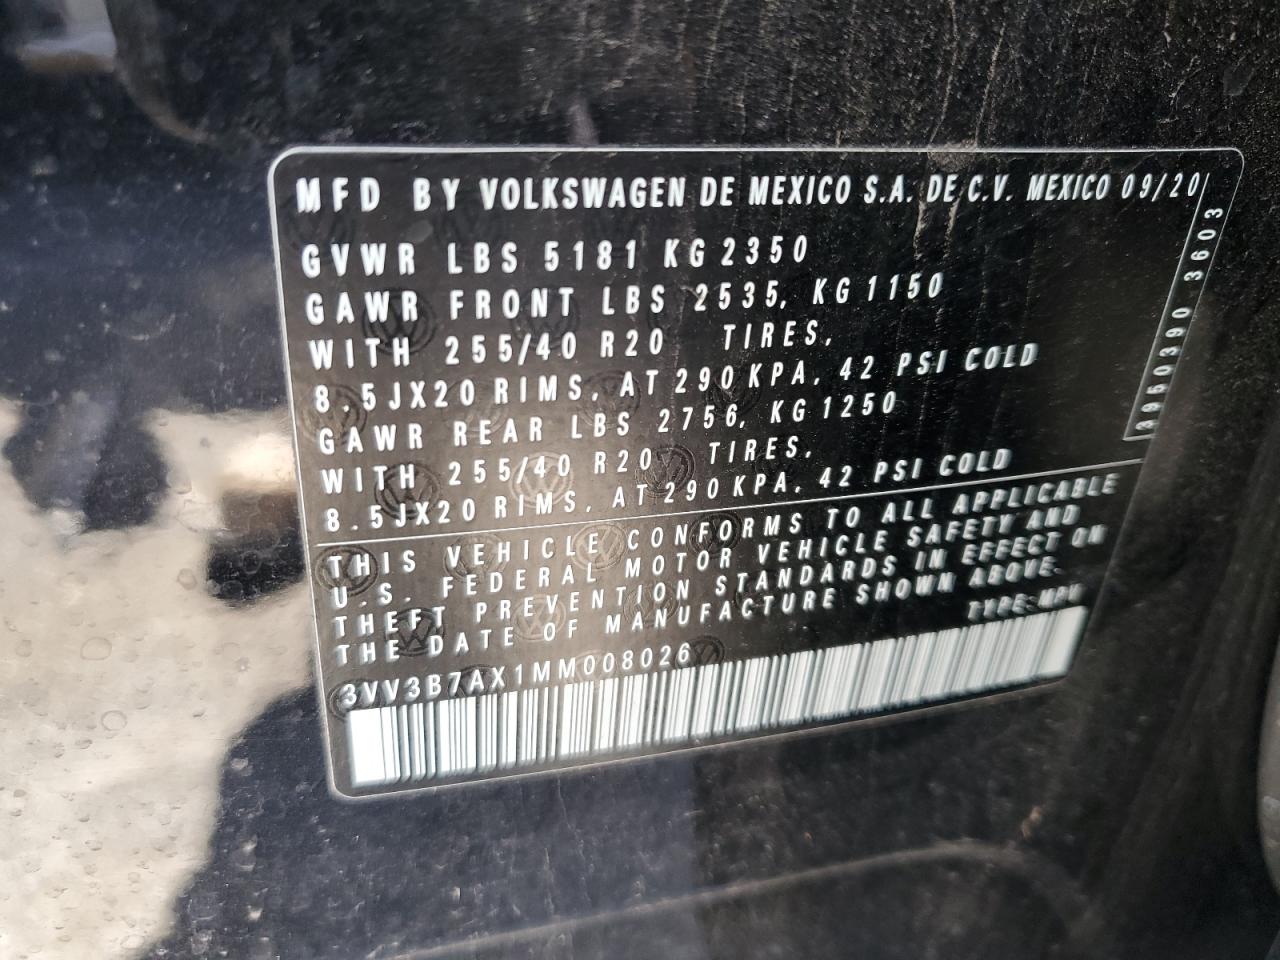 MFD BY VOLKSWAGEN DE MEXICO S.A. DE C.V. MEXICO 09/20
GVWR LBS 5181 KG 2350
GAWR FRONT LBS 2535, KG 1150
WITH 255/40 R20 TIRES,
8.5JX20 RIMS, AT 290 KPA, 42 PSI COLD
GAWR REAR LBS 2756, KG 1250
WITH 255/40 R20 TIRES,
8.5JX20 RIMS, AT 290 KPA, 42 PSI COLD
3950390 3603
THIS VEHICLE CONFORMS TO ALL APPLICABLE
U.S. FEDERAL MOTOR VEHICLE SAFETY AND
THEFT PREVENTION STANDARDS IN EFFECT ON
THE DATE OF MANUFACTURE SHOWN ABOVE.
TYPE: MPV
3VV3B7AX1MM008026